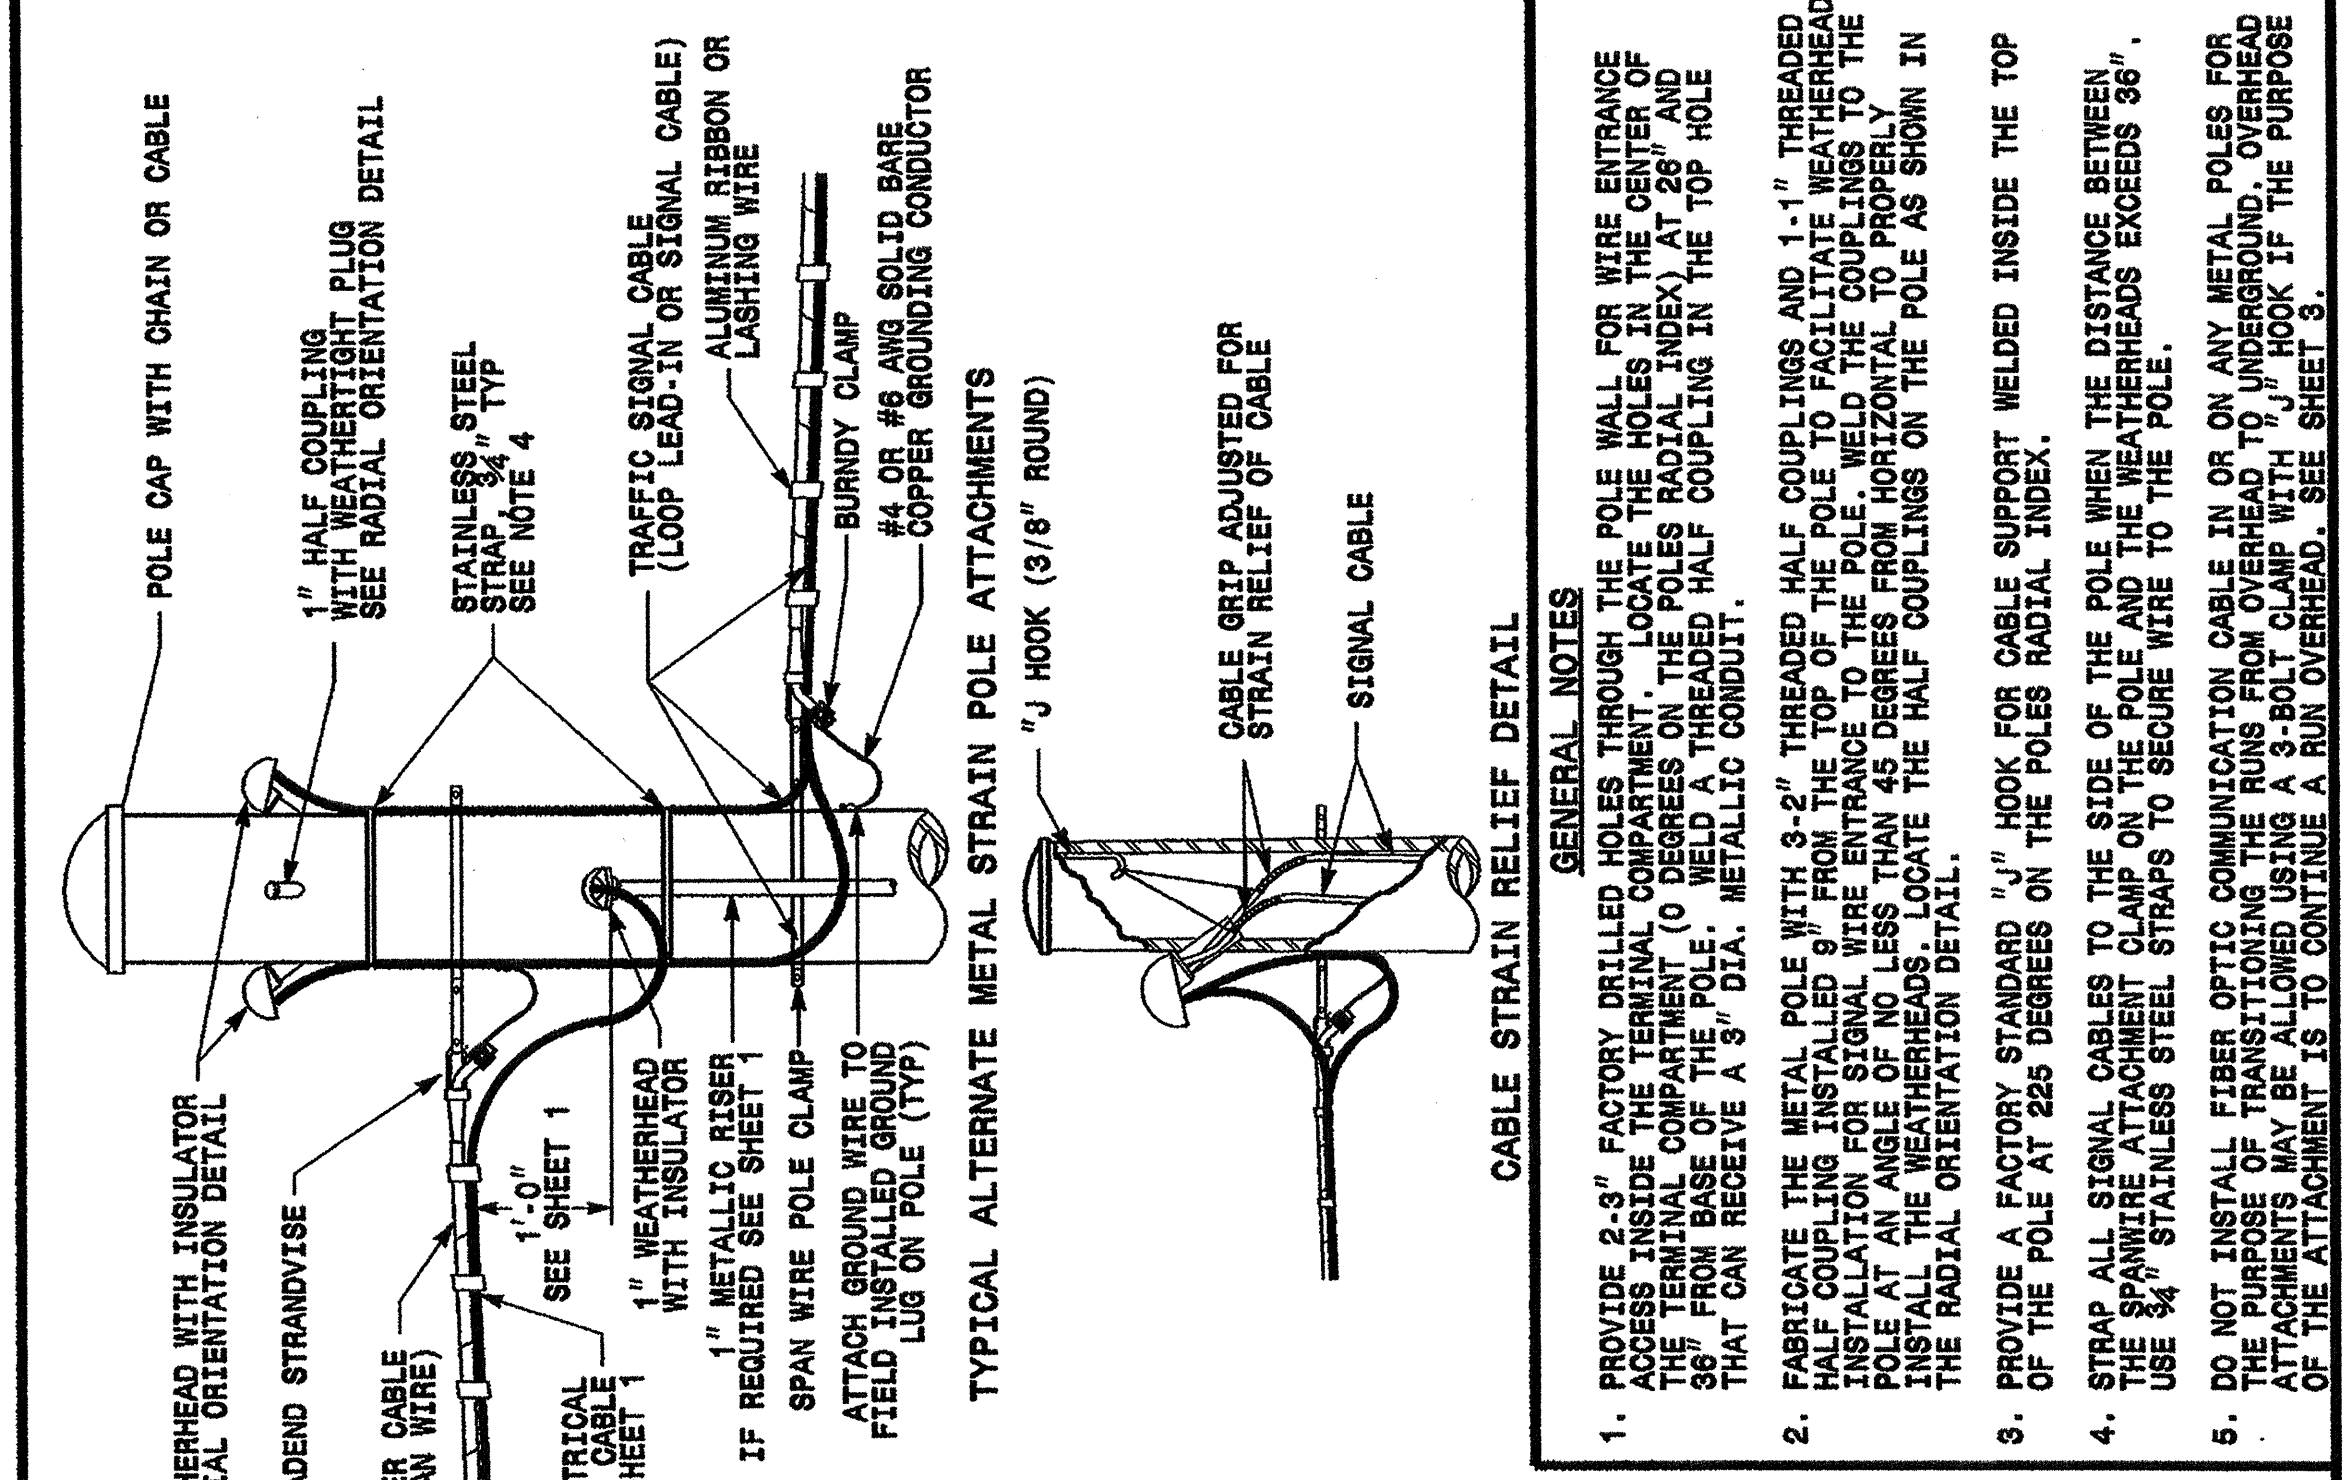 POLE CAP WITH CHAIN OR CABLE
1" HALF COUPLING
WITH WEATHERTIGHT PLUG
SEE RADIAL ORIENTATION DETAIL
STAINLESS STEEL
STRAP, 3/4" TYP
SEE NOTE 4
TRAFFIC SIGNAL CABLE
(LOOP LEAD-IN OR SIGNAL CABLE)
ALUMINUM RIBBON OR
LASHING WIRE
BURNDY CLAMP
#4 OR #6 AWG SOLID BARE
COPPER GROUNDING CONDUCTOR
WITH INSULATOR
ORIENTATION DETAIL
STRANDVISE
CABLE
WIRE)
CABLE
1'-0"
SEE SHEET 1
1" WEATHERHEAD
WITH INSULATOR
1" METALLIC RISER
IF REQUIRED SEE SHEET 1
SPAN WIRE POLE CLAMP
ATTACH GROUND WIRE TO
FIELD INSTALLED GROUND
LUG ON POLE (TYP)
TYPICAL ALTERNATE METAL STRAIN POLE ATTACHMENTS
"J" HOOK (3/8" ROUND)
CABLE GRIP ADJUSTED FOR
STRAIN RELIEF OF CABLE
SIGNAL CABLE
CABLE STRAIN RELIEF DETAIL
GENERAL NOTES
1. PROVIDE 2-3" FACTORY DRILLED HOLES THROUGH THE POLE WALL FOR WIRE ENTRANCE
ACCESS INSIDE THE TERMINAL COMPARTMENT. LOCATE THE HOLES IN THE CENTER OF
THE TERMINAL COMPARTMENT (0 DEGREES ON THE POLES RADIAL INDEX) AT 26" AND
36" FROM BASE OF THE POLE. WELD A THREADED HALF COUPLING IN THE TOP HOLE
THAT CAN RECEIVE A 3" DIA. METALLIC CONDUIT.
2. FABRICATE THE METAL POLE WITH 3-2" THREADED HALF COUPLINGS AND 1-1" THREADED
HALF COUPLING INSTALLED 9" FROM THE TOP OF THE POLE TO FACILITATE WEATHERHEAD
INSTALLATION FOR SIGNAL WIRE ENTRANCE TO THE POLE. WELD THE COUPLINGS TO THE
POLE AT AN ANGLE OF NO LESS THAN 45 DEGREES FROM HORIZONTAL TO PROPERLY
INSTALL THE WEATHERHEADS. LOCATE THE HALF COUPLINGS ON THE POLE AS SHOWN IN
THE RADIAL ORIENTATION DETAIL.
3. PROVIDE A FACTORY STANDARD "J" HOOK FOR CABLE SUPPORT WELDED INSIDE THE TOP
OF THE POLE AT 225 DEGREES ON THE POLES RADIAL INDEX.
4. STRAP ALL SIGNAL CABLES TO THE SIDE OF THE POLE WHEN THE DISTANCE BETWEEN
THE SPANWIRE ATTACHMENT CLAMP ON THE POLE AND THE WEATHERHEADS EXCEEDS 36".
USE 3/4" STAINLESS STEEL STRAPS TO SECURE WIRE TO THE POLE.
5. DO NOT INSTALL FIBER OPTIC COMMUNICATION CABLE IN OR ON ANY METAL POLES FOR
THE PURPOSE OF TRANSITIONING THE RUNS FROM OVERHEAD TO UNDERGROUND. OVERHEAD
ATTACHMENTS MAY BE ALLOWED USING A 3-BOLT CLAMP WITH "J" HOOK IF THE PURPOSE
OF THE ATTACHMENT IS TO CONTINUE A RUN OVERHEAD. SEE SHEET 3.